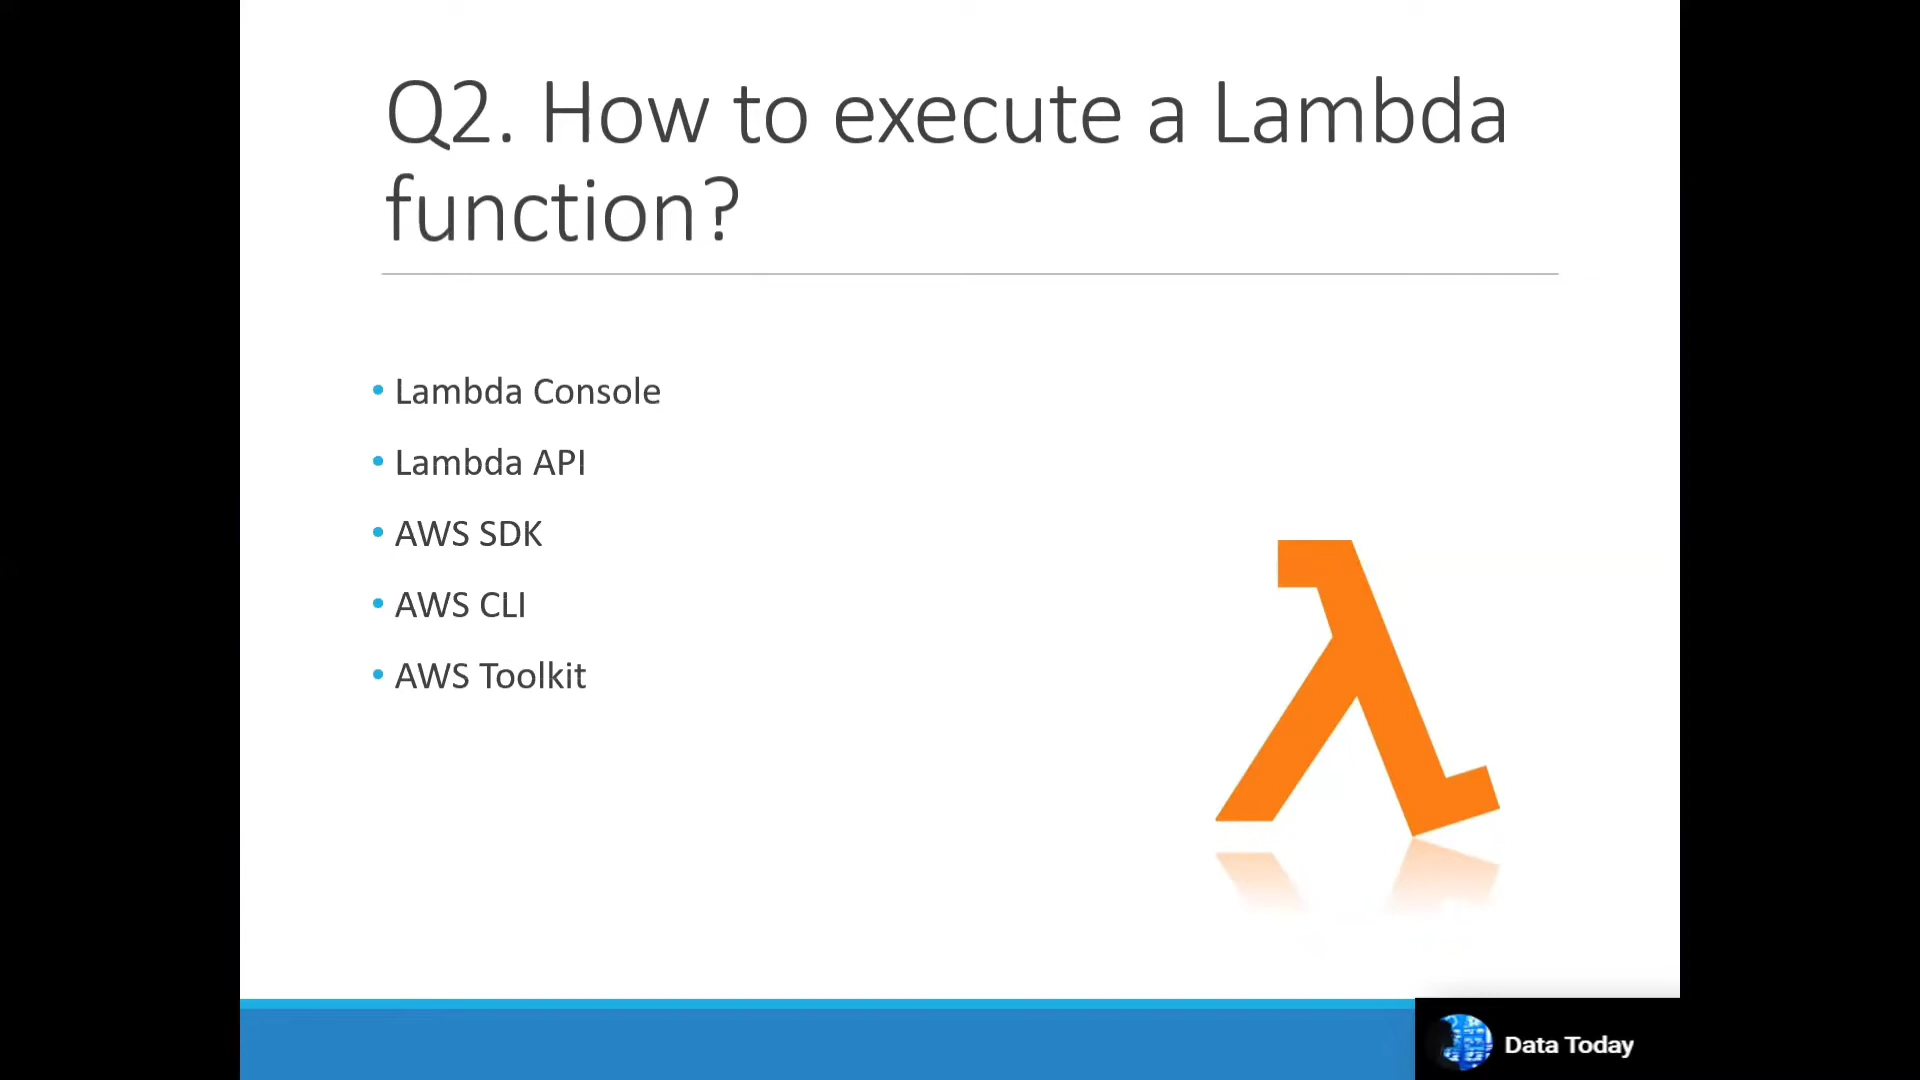 Q2. How to execute a Lambda
function?
• Lambda Console
• Lambda API
• AWS SDK
• AWS CLI
• AWS Toolkit
Data Today